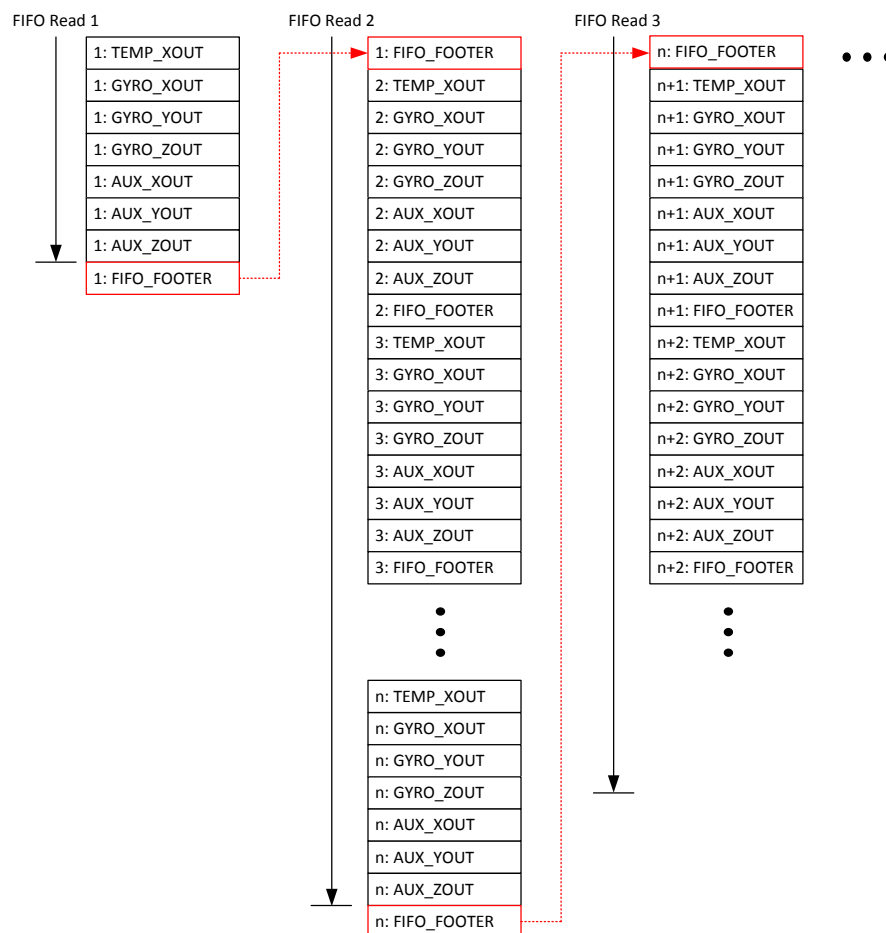 FIFO Read 1
1: TEMP_XOUT
1: GYRO_XOUT
1: GYRO_YOUT
1: GYRO_ZOUT
1: AUX_XOUT
1: AUX_YOUT
1: AUX_ZOUT
1: FIFO_FOOTER
FIFO Read 2
1: FIFO_FOOTER
2: TEMP_XOUT
2: GYRO_XOUT
2: GYRO_YOUT
2: GYRO_ZOUT
2: AUX_XOUT
2: AUX_YOUT
2: AUX_ZOUT
2: FIFO_FOOTER
3: TEMP_XOUT
3: GYRO_XOUT
3: GYRO_YOUT
3: GYRO_ZOUT
3: AUX_XOUT
3: AUX_YOUT
3: AUX_ZOUT
3: FIFO_FOOTER
n: TEMP_XOUT
n: GYRO_XOUT
n: GYRO_YOUT
n: GYRO_ZOUT
n: AUX_XOUT
n: AUX_YOUT
n: AUX_ZOUT
n: FIFO_FOOTER
FIFO Read 3
n: FIFO_FOOTER
n+1: TEMP_XOUT
n+1: GYRO_XOUT
n+1: GYRO_YOUT
n+1: GYRO_ZOUT
n+1: AUX_XOUT
n+1: AUX_YOUT
n+1: AUX_ZOUT
n+1: FIFO_FOOTER
n+2: TEMP_XOUT
n+2: GYRO_XOUT
n+2: GYRO_YOUT
n+2: GYRO_ZOUT
n+2: AUX_XOUT
n+2: AUX_YOUT
n+2: AUX_ZOUT
n+2: FIFO_FOOTER